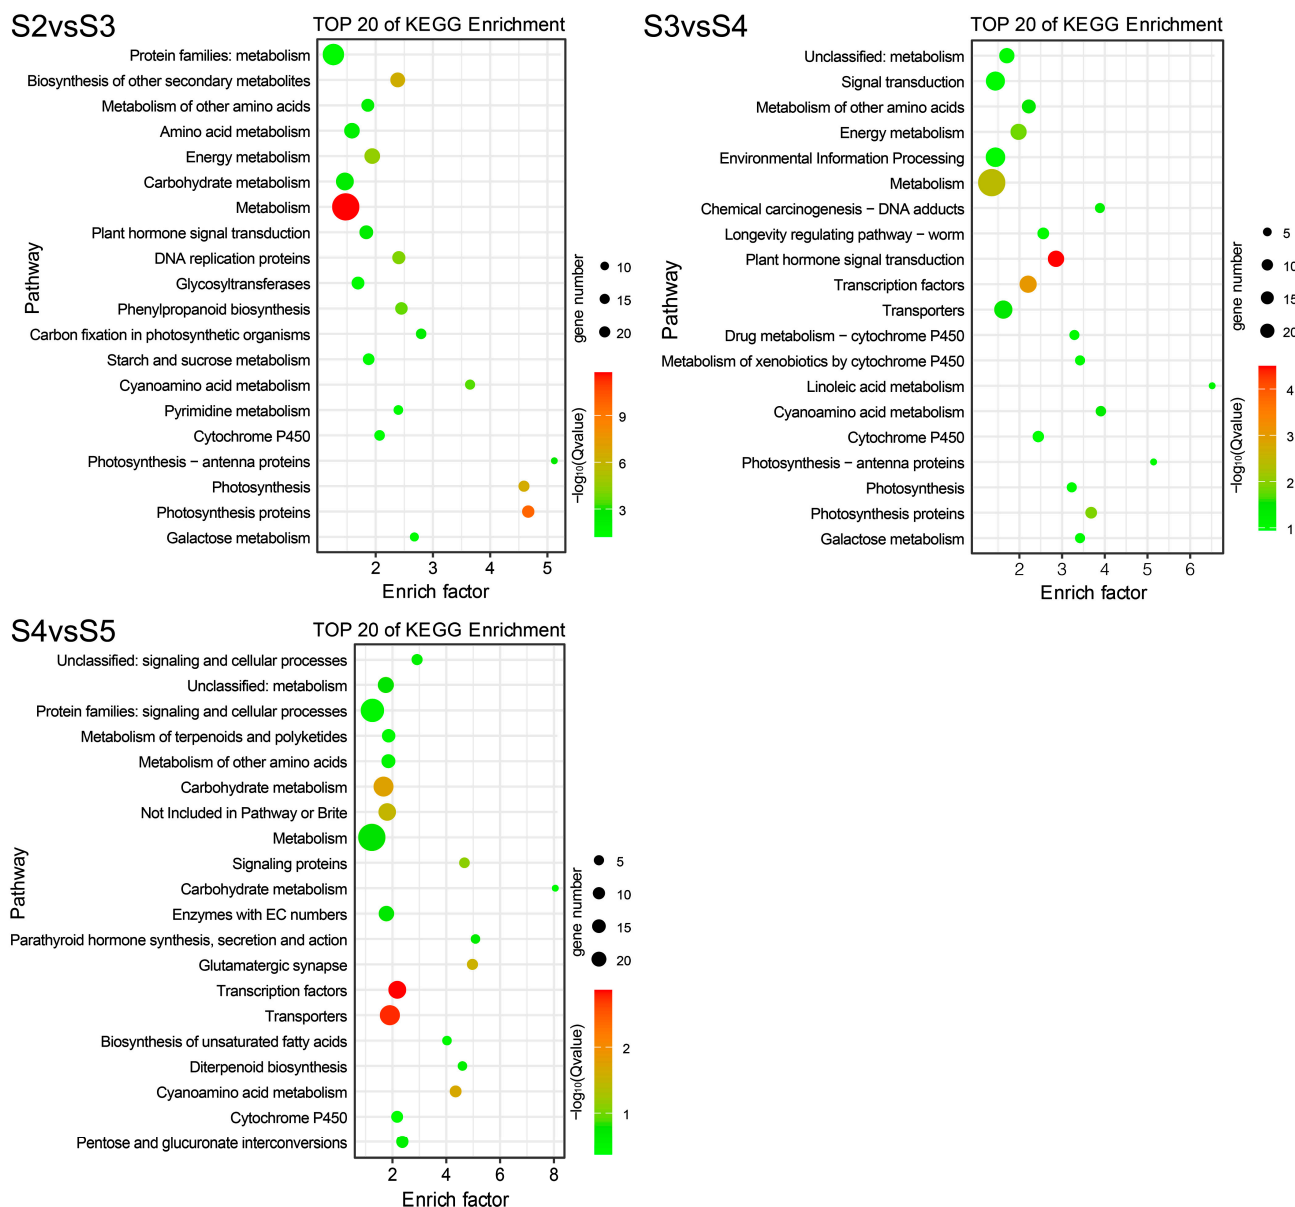 S2vsS3
TOP 20 of KEGG Enrichment
Pathway
Protein families: metabolism
Biosynthesis of other secondary metabolites
Metabolism of other amino acids
Amino acid metabolism
Energy metabolism
Carbohydrate metabolism
Metabolism
Plant hormone signal transduction
DNA replication proteins
Glycosyltransferases
Phenylpropanoid biosynthesis
Carbon fixation in photosynthetic organisms
Starch and sucrose metabolism
Cyanoamino acid metabolism
Pyrimidine metabolism
Cytochrome P450
Photosynthesis − antenna proteins
Photosynthesis
Photosynthesis proteins
Galactose metabolism
2 3 4 5
Enrich factor
gene number
10
15
20
−log₁₀(Qvalue)
9
6
3
S3vsS4
TOP 20 of KEGG Enrichment
Pathway
Unclassified: metabolism
Signal transduction
Metabolism of other amino acids
Energy metabolism
Environmental Information Processing
Metabolism
Chemical carcinogenesis − DNA adducts
Longevity regulating pathway − worm
Plant hormone signal transduction
Transcription factors
Transporters
Drug metabolism − cytochrome P450
Metabolism of xenobiotics by cytochrome P450
Linoleic acid metabolism
Cyanoamino acid metabolism
Cytochrome P450
Photosynthesis − antenna proteins
Photosynthesis
Photosynthesis proteins
Galactose metabolism
2 3 4 5 6
Enrich factor
gene number
5
10
15
20
−log₁₀(Qvalue)
4
3
2
1
S4vsS5
TOP 20 of KEGG Enrichment
Pathway
Unclassified: signaling and cellular processes
Unclassified: metabolism
Protein families: signaling and cellular processes
Metabolism of terpenoids and polyketides
Metabolism of other amino acids
Carbohydrate metabolism
Not Included in Pathway or Brite
Metabolism
Signaling proteins
Carbohydrate metabolism
Enzymes with EC numbers
Parathyroid hormone synthesis, secretion and action
Glutamatergic synapse
Transcription factors
Transporters
Biosynthesis of unsaturated fatty acids
Diterpenoid biosynthesis
Cyanoamino acid metabolism
Cytochrome P450
Pentose and glucuronate interconversions
2 4 6 8
Enrich factor
gene number
5
10
15
20
−log₁₀(Qvalue)
2
1